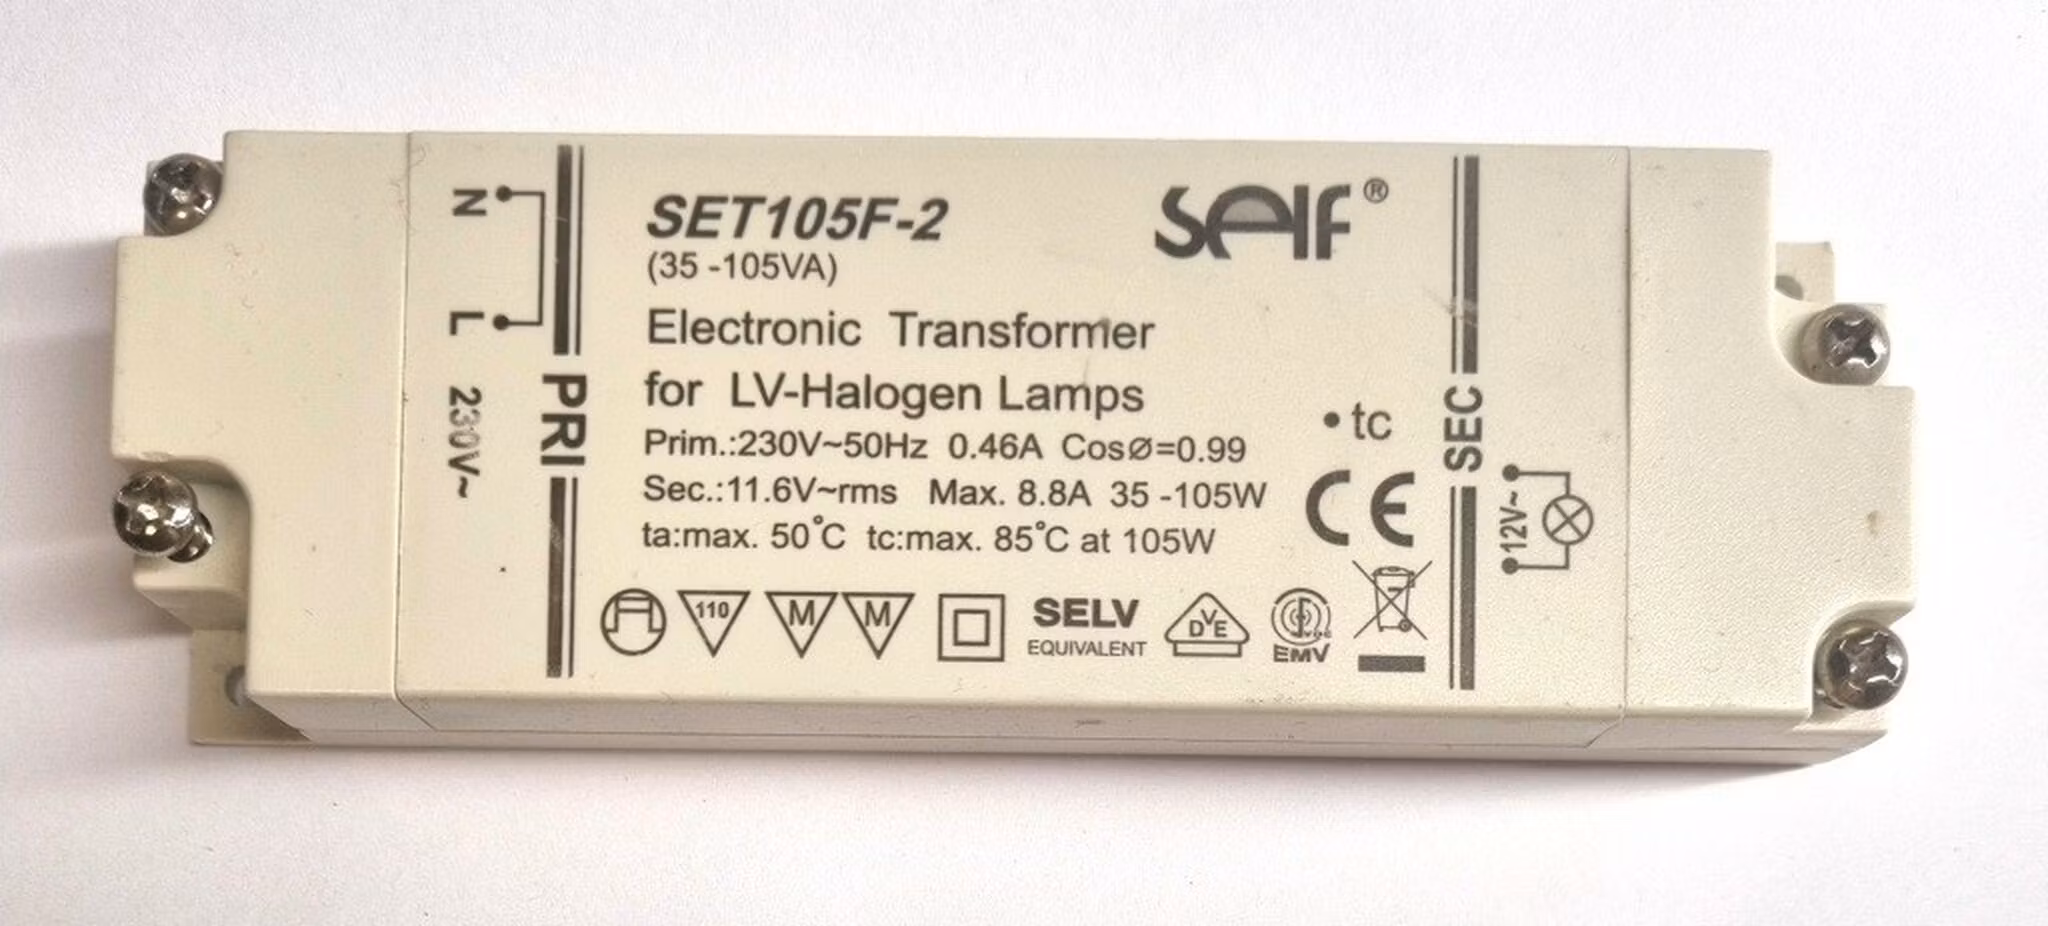 N
L
230V~
PRI
SET105F-2
(35 -105VA)
SELF®
Electronic Transformer
for LV-Halogen Lamps
Prim.:230V~50Hz 0.46A CosØ=0.99
Sec.:11.6V~rms Max. 8.8A 35 -105W
ta:max. 50°C tc:max. 85°C at 105W
• tc
CE
110
M
M
SELV
EQUIVALENT
DVE
EMV
SEC
12V~